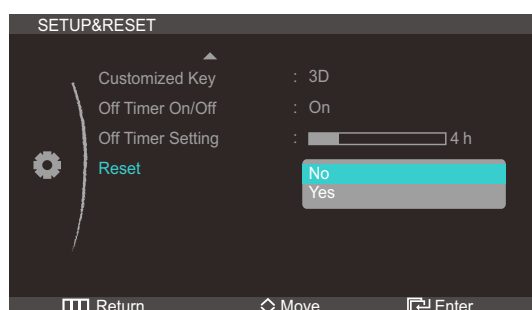 SETUP&RESET
Customized Key : 3D
Off Timer On/Off : On
Off Timer Setting : 4 h
Reset
No
Yes
Return Move Enter